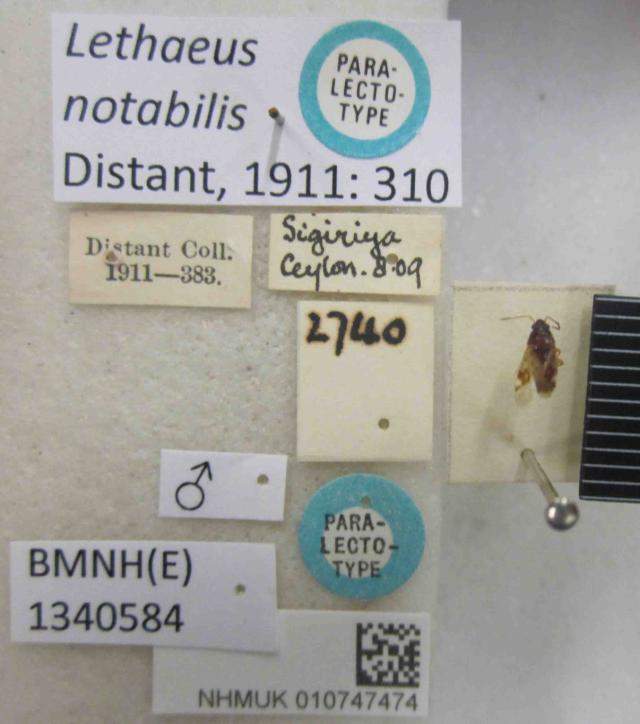 Lethaeus
notabilis
Distant, 1911: 310
PARA-
LECTO-
TYPE
Distant Coll.
1911—383.
Sigiriya
Ceylon. 8.09
2740
♂
PARA-
LECTO-
TYPE
BMNH(E)
1340584
NHMUK 010747474